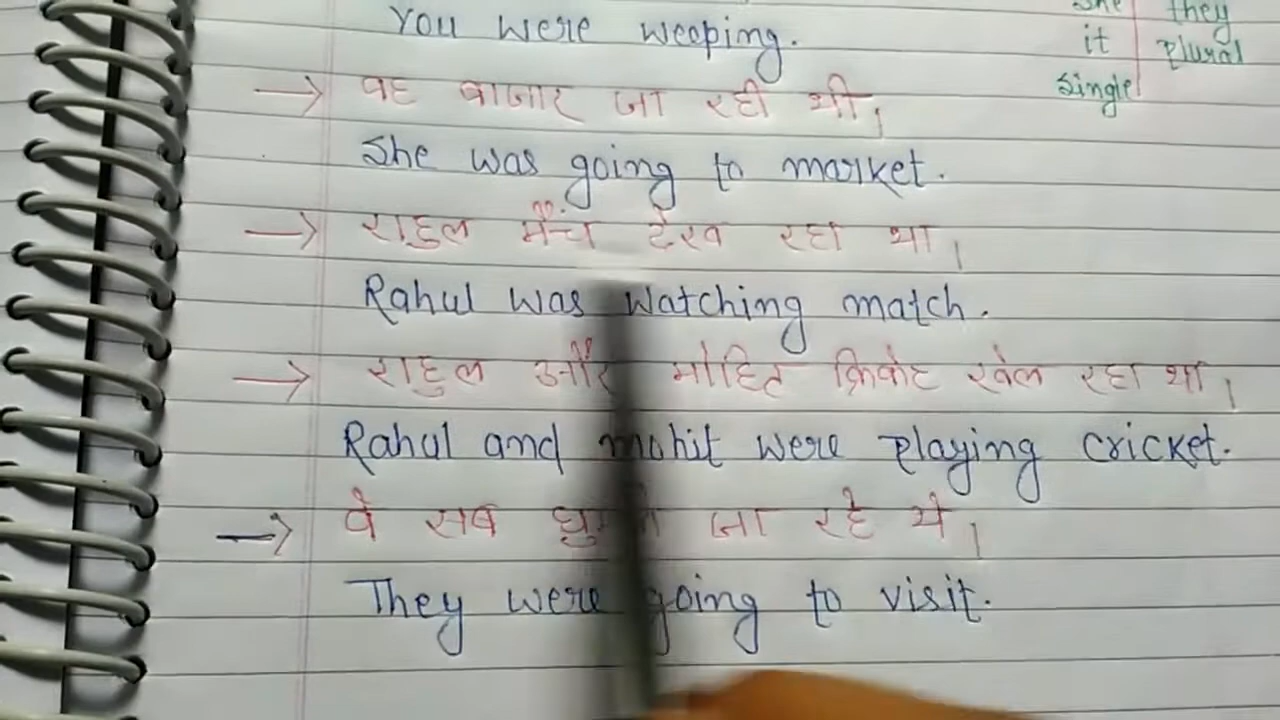 You were weeping.
she they
it plural
single
→ वह बाजार जा रही थी।
She was going to market.
→ राहुल मैंच देख रहा था।
Rahul was watching match.
→ राहुल और मोहित क्रिकेट खेल रहा था।
Rahul and mohit were playing cricket.
→ वे सब जा रहे थे।
They were going to visit.